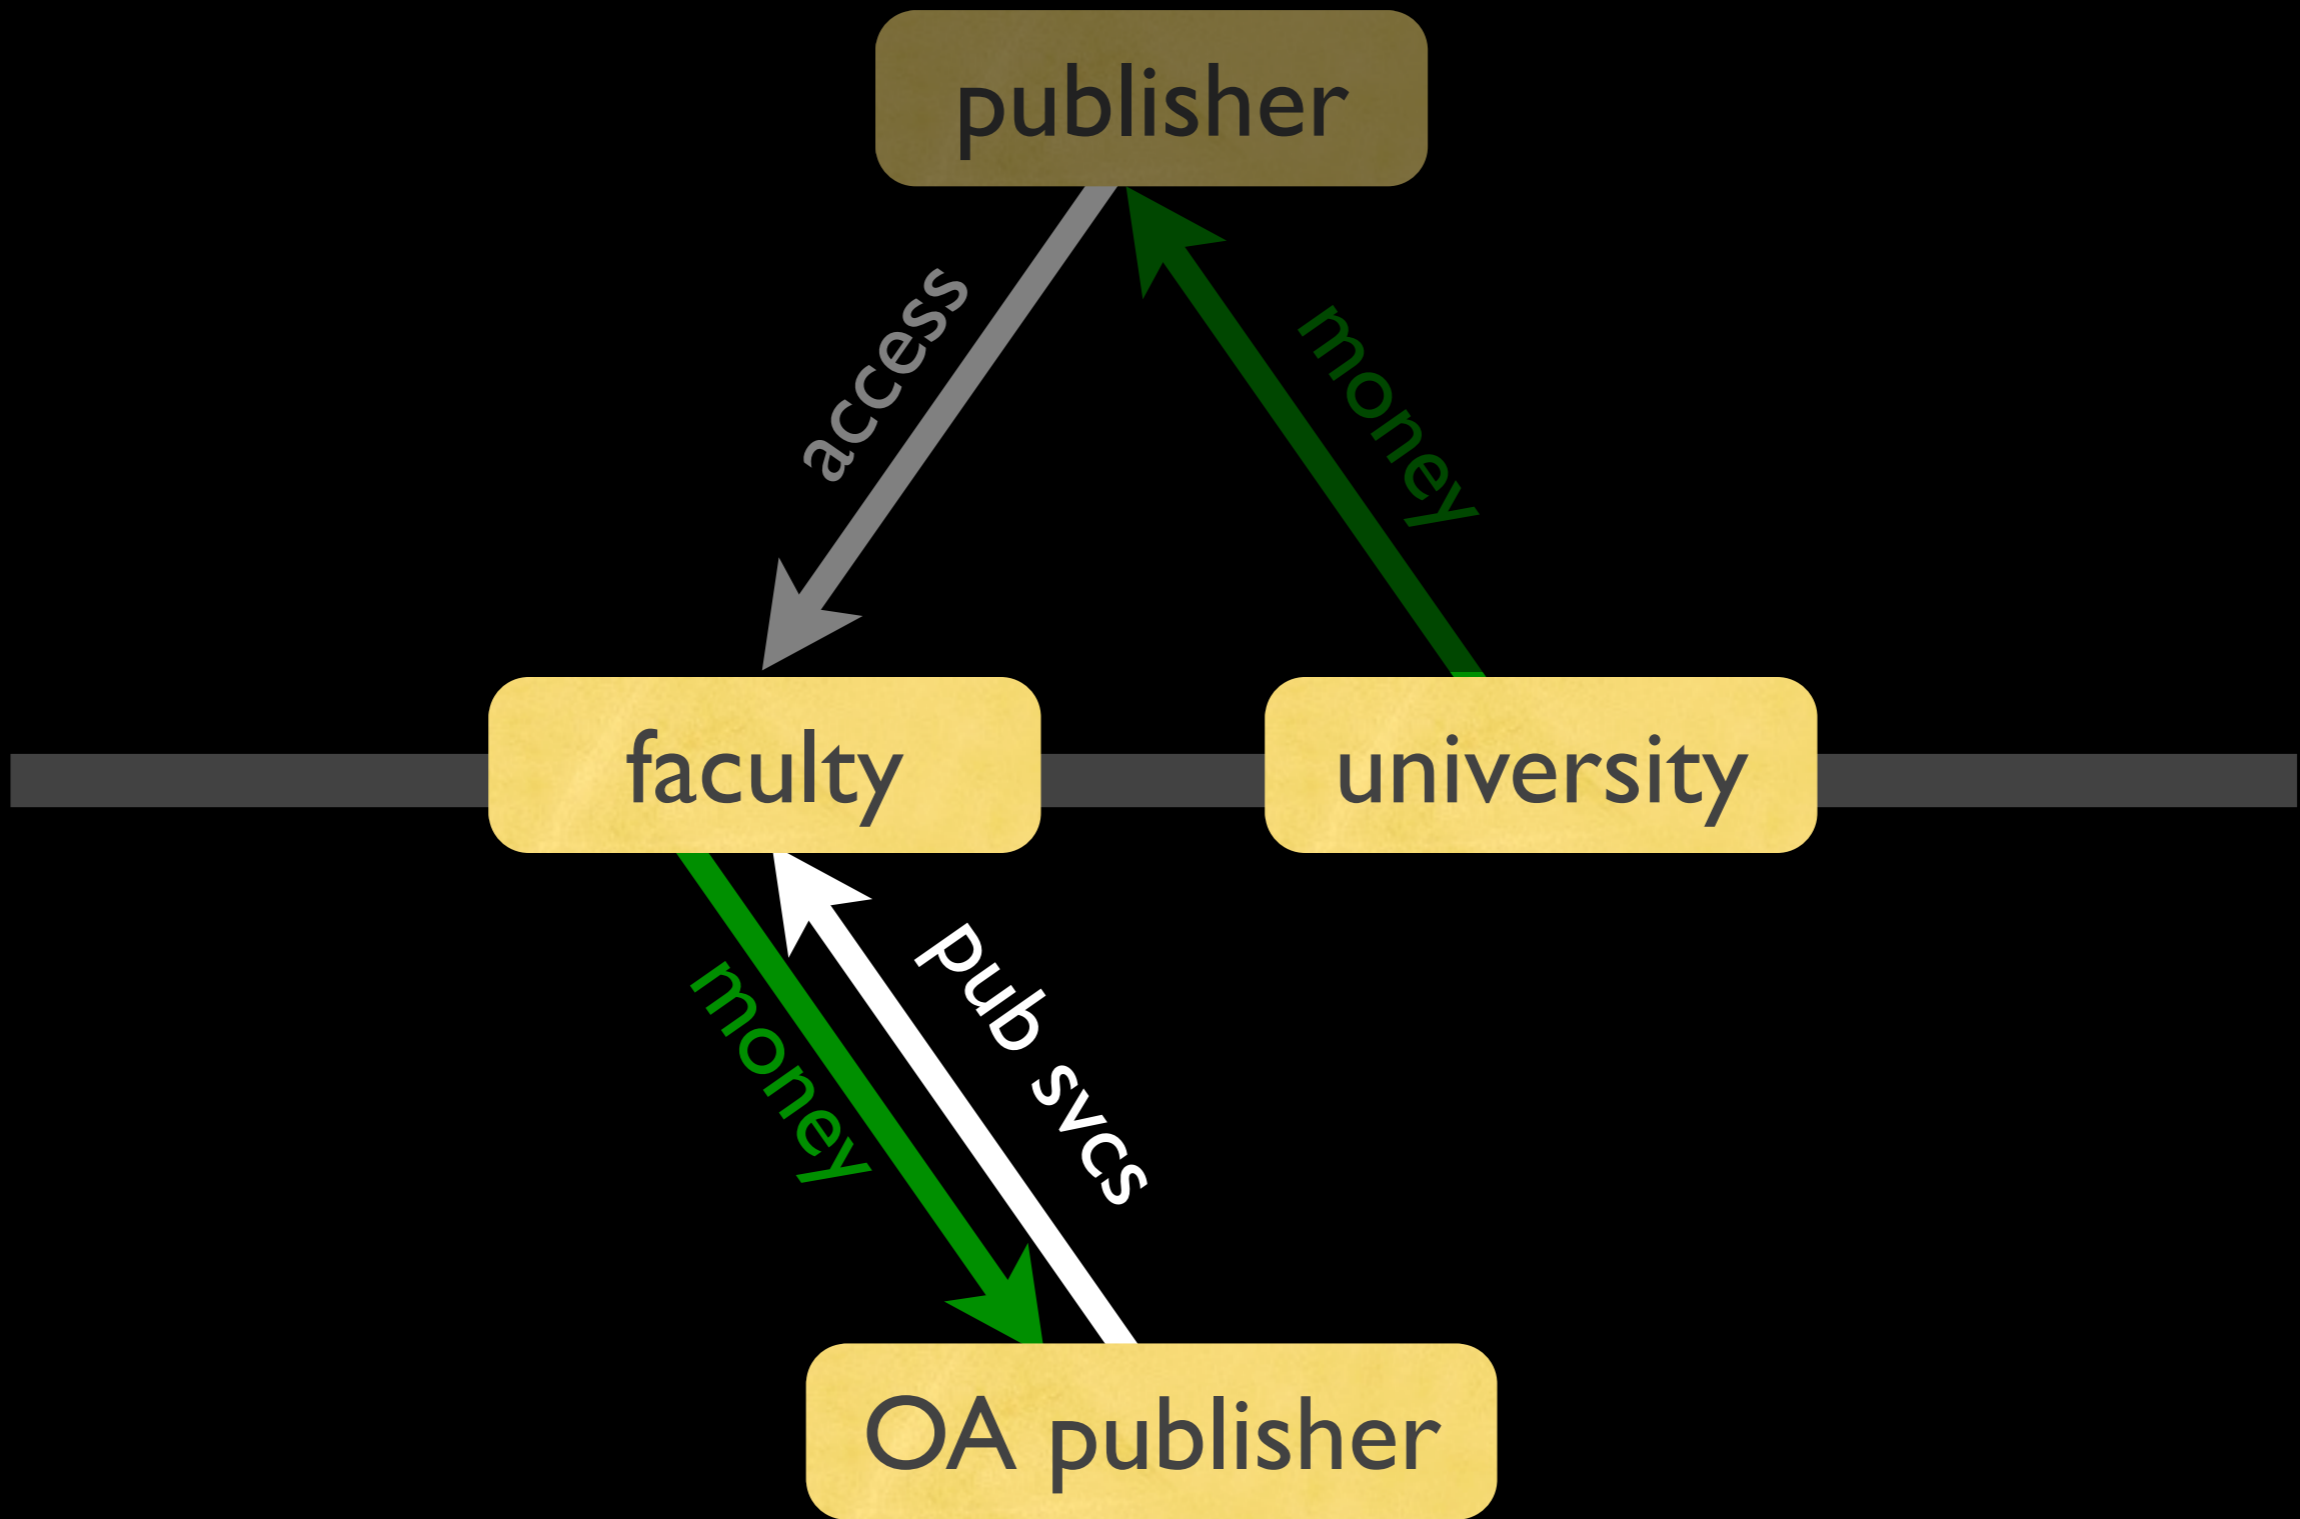 publisher
access
money
faculty
university
money
pub svcs
OA publisher